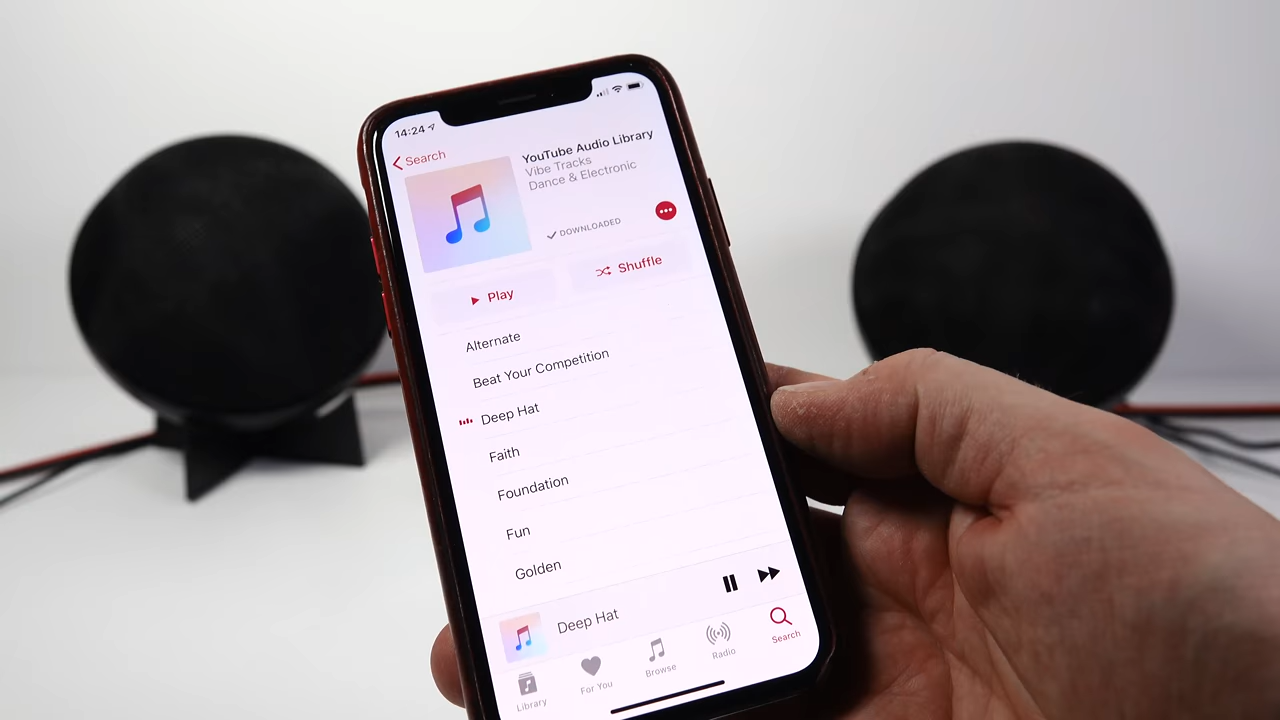 14:24
Search
YouTube Audio Library
Vibe Tracks
Dance & Electronic
DOWNLOADED
Play
Shuffle
Alternate
Beat Your Competition
Deep Hat
Faith
Foundation
Fun
Golden
Deep Hat
Library
For You
Browse
Radio
Search